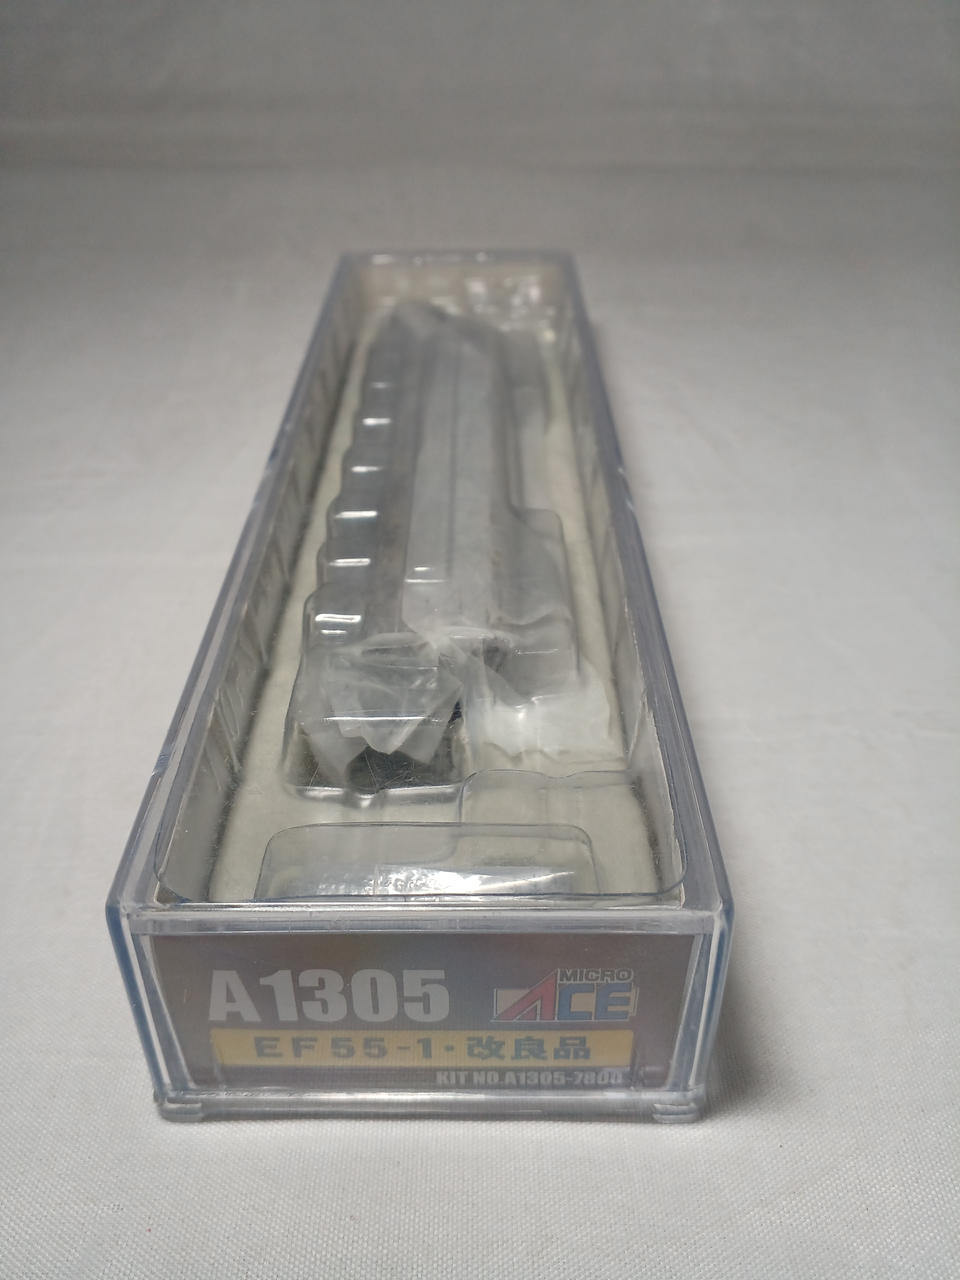 A1305
MICRO ACE
EF55-1・改良品
KIT NO.A1305-7800